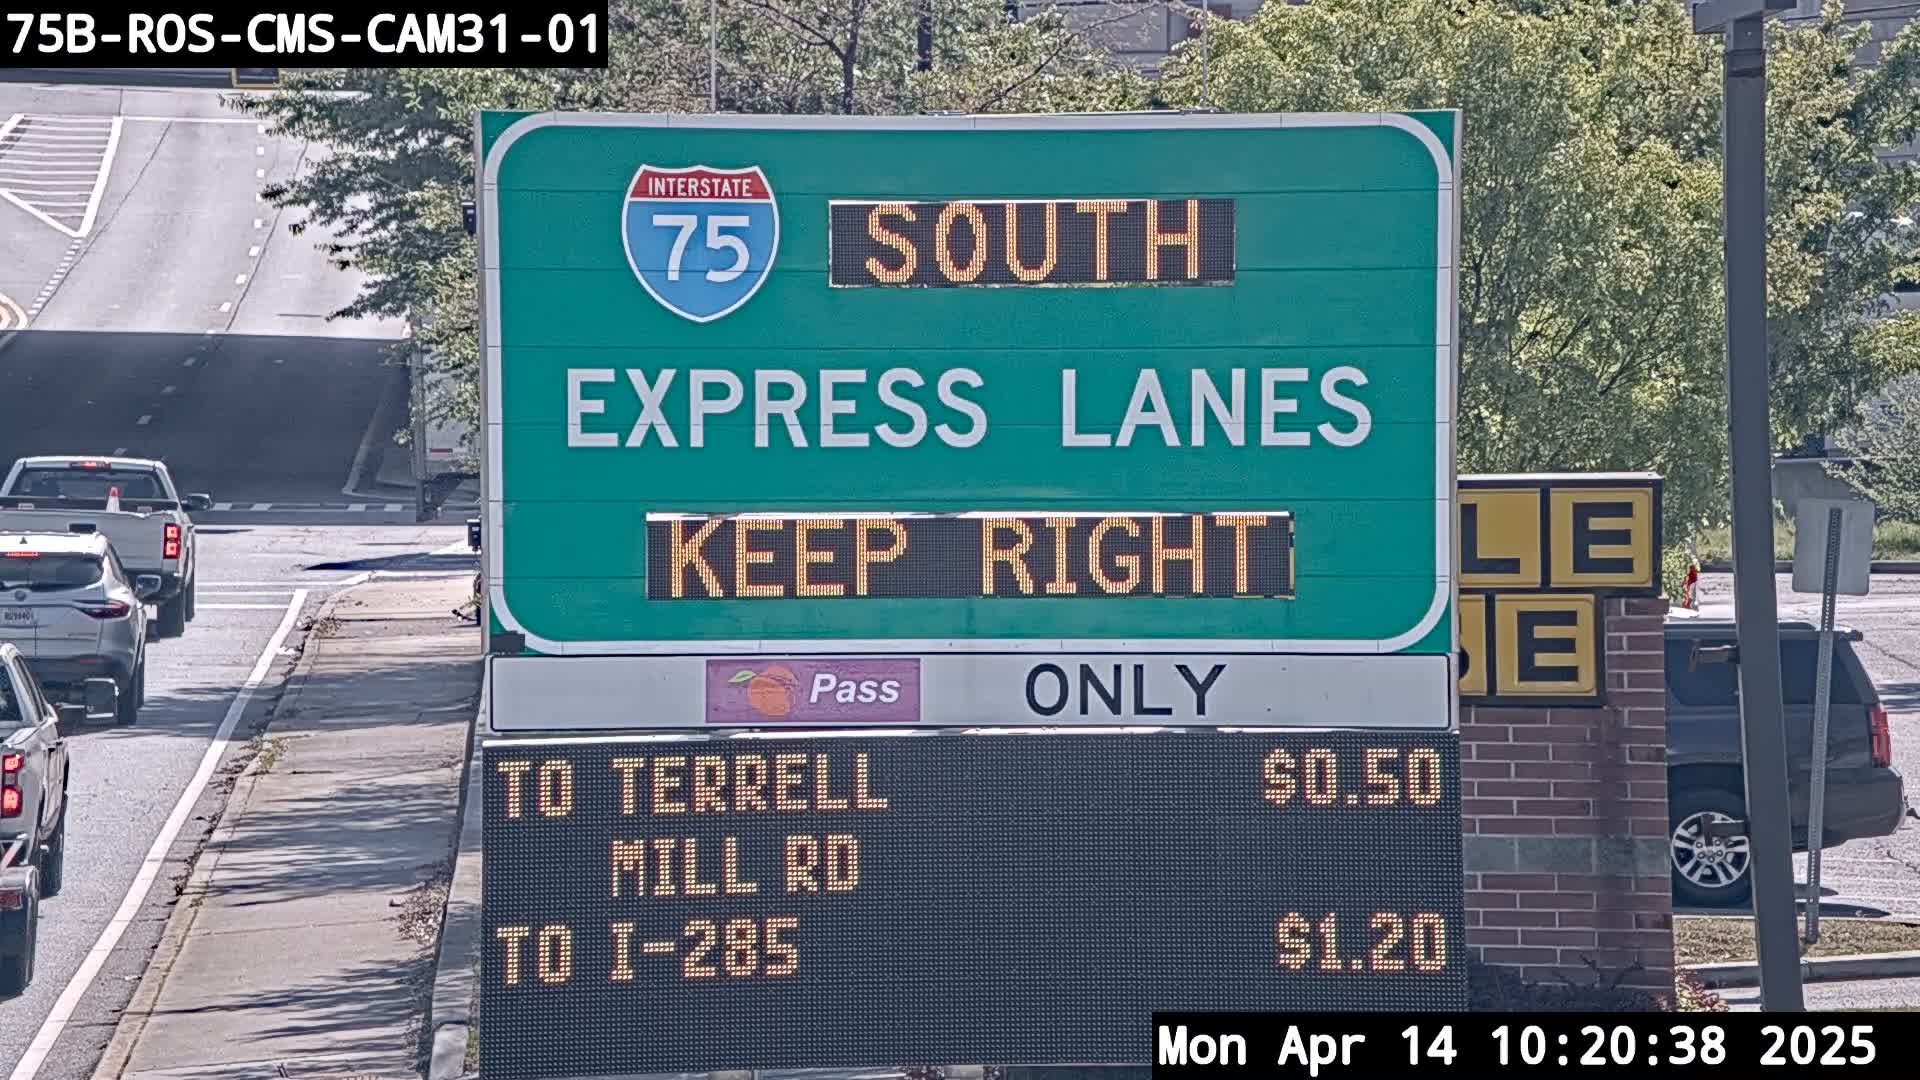 75B-ROS-CMS-CAM31-01
INTERSTATE
75
SOUTH
EXPRESS LANES
KEEP RIGHT
Pass ONLY
TO TERRELL $0.50
MILL RD
TO I-285 $1.20
LE
E
Mon Apr 14 10:20:38 2025